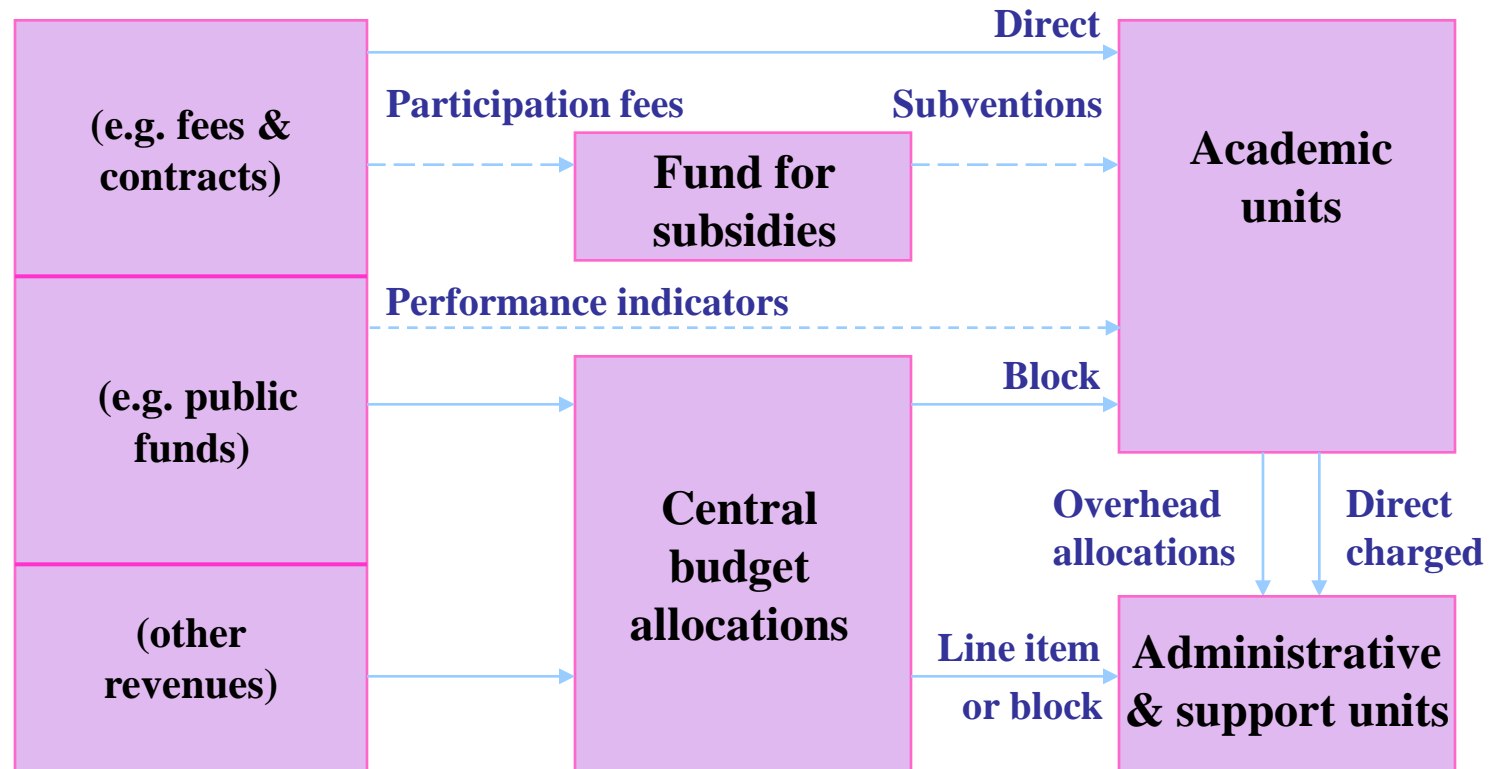 Direct
Participation fees
Subventions
(e.g. fees &
contracts)
Fund for
subsidies
Academic
units
Performance indicators
(e.g. public
funds)
Block
Central
budget
allocations
Overhead
allocations
Direct
charged
(other
revenues)
Line item
or block
Administrative
& support units